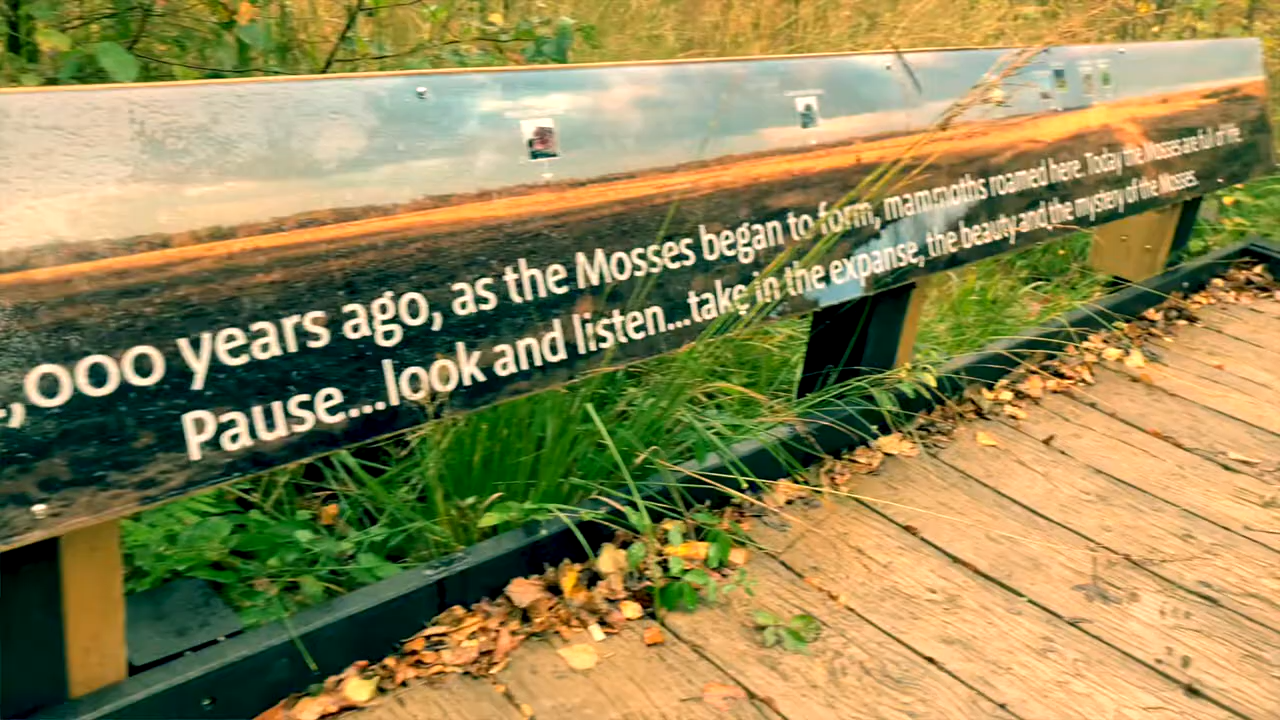 ,000 years ago, as the Mosses began to form, mammoths roamed here. Today the Mosses are full of life.
Pause...look and listen...take in the expanse, the beauty and the mystery of the Mosses.